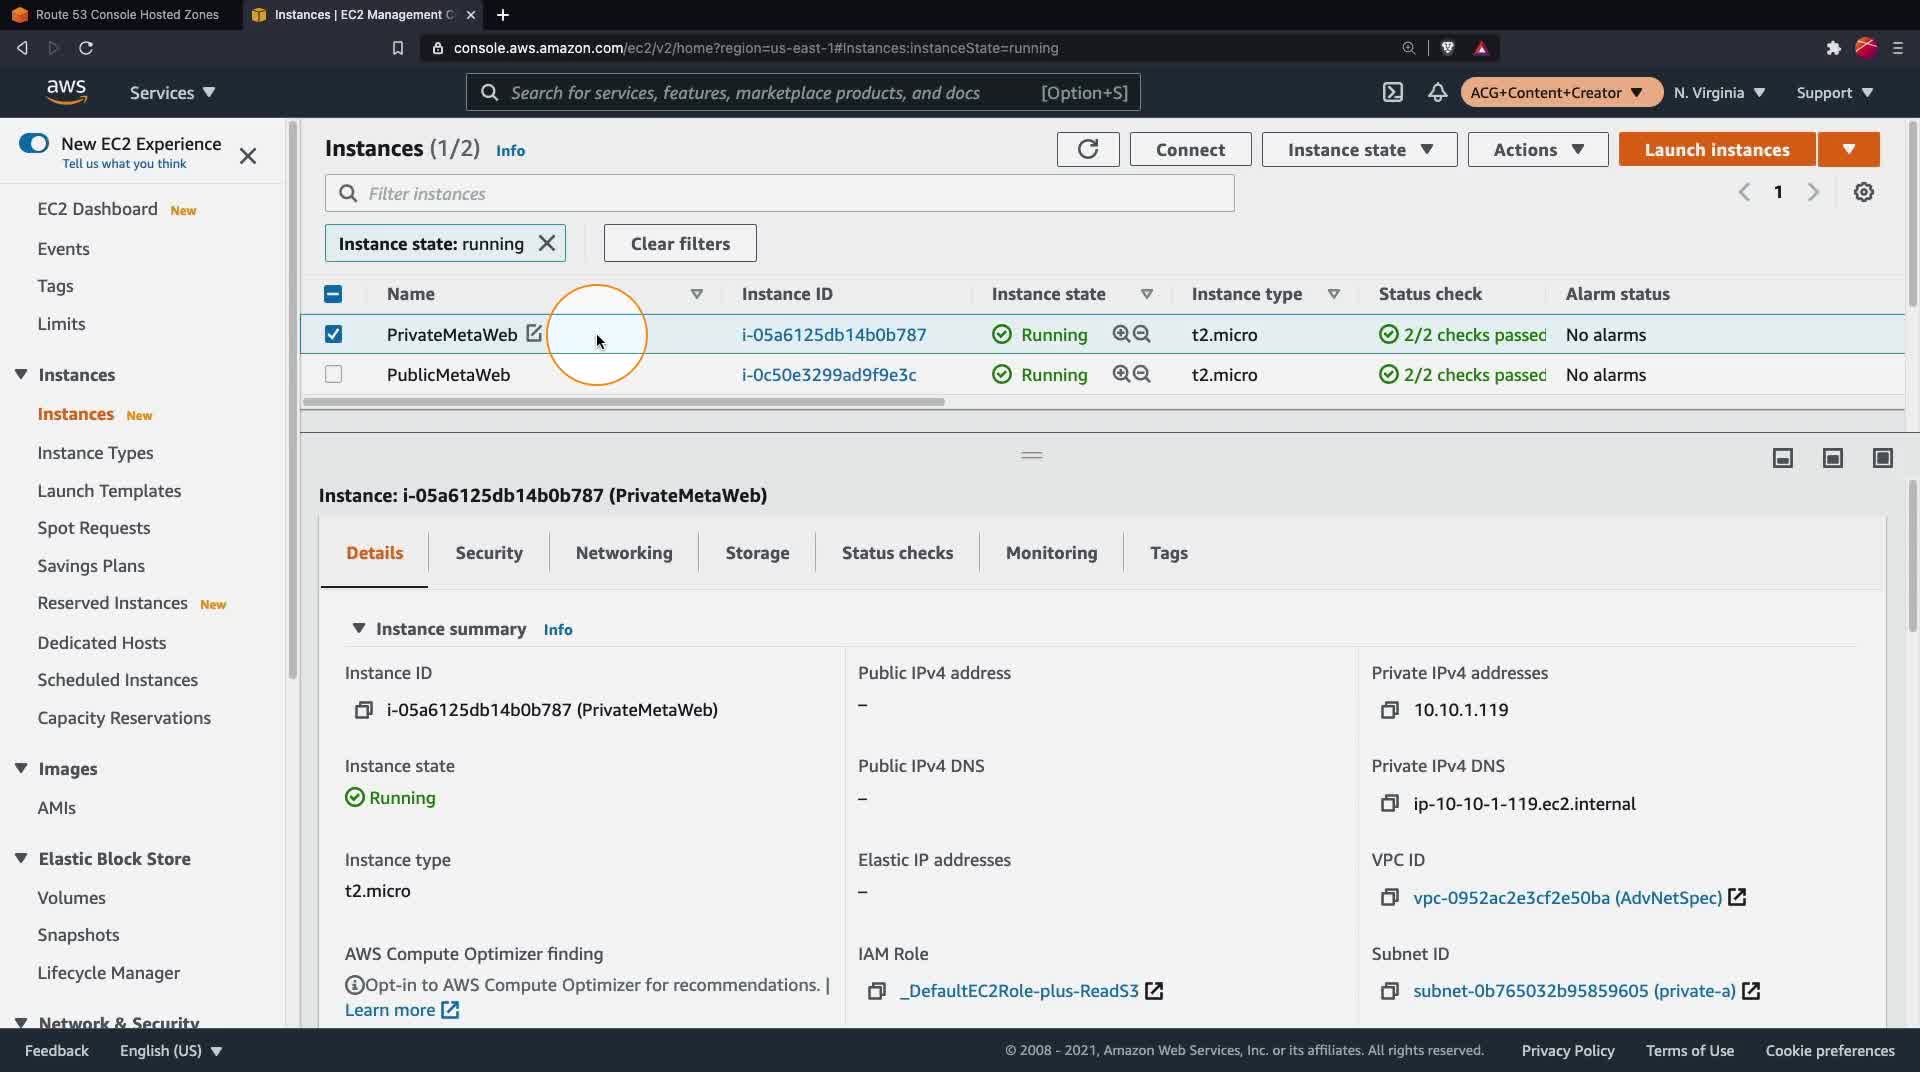 Route 53 Console Hosted Zones
Instances | EC2 Management C
console.aws.amazon.com/ec2/v2/home?region=us-east-1#Instances:instanceState=running
aws
Services
Search for services, features, marketplace products, and docs
[Option+S]
ACG+Content+Creator
N. Virginia
Support
New EC2 Experience
Tell us what you think
EC2 Dashboard New
Events
Tags
Limits
Instances
Instances New
Instance Types
Launch Templates
Spot Requests
Savings Plans
Reserved Instances New
Dedicated Hosts
Scheduled Instances
Capacity Reservations
Images
AMIs
Elastic Block Store
Volumes
Snapshots
Lifecycle Manager
Network & Security
Instances (1/2) Info
Connect
Instance state
Actions
Launch instances
Filter instances
1
Instance state: running
Clear filters
Name Instance ID Instance state Instance type Status check Alarm status
PrivateMetaWeb i-05a6125db14b0b787 Running t2.micro 2/2 checks passed No alarms
PublicMetaWeb i-0c50e3299ad9f9e3c Running t2.micro 2/2 checks passed No alarms
Instance: i-05a6125db14b0b787 (PrivateMetaWeb)
Details Security Networking Storage Status checks Monitoring Tags
Instance summary Info
Instance ID
i-05a6125db14b0b787 (PrivateMetaWeb)
Public IPv4 address
–
Private IPv4 addresses
10.10.1.119
Instance state
Running
Public IPv4 DNS
–
Private IPv4 DNS
ip-10-10-1-119.ec2.internal
Instance type
t2.micro
Elastic IP addresses
–
VPC ID
vpc-0952ac2e3cf2e50ba (AdvNetSpec)
AWS Compute Optimizer finding
Opt-in to AWS Compute Optimizer for recommendations. |
Learn more
IAM Role
_DefaultEC2Role-plus-ReadS3
Subnet ID
subnet-0b765032b95859605 (private-a)
Feedback
English (US)
© 2008 - 2021, Amazon Web Services, Inc. or its affiliates. All rights reserved.
Privacy Policy
Terms of Use
Cookie preferences